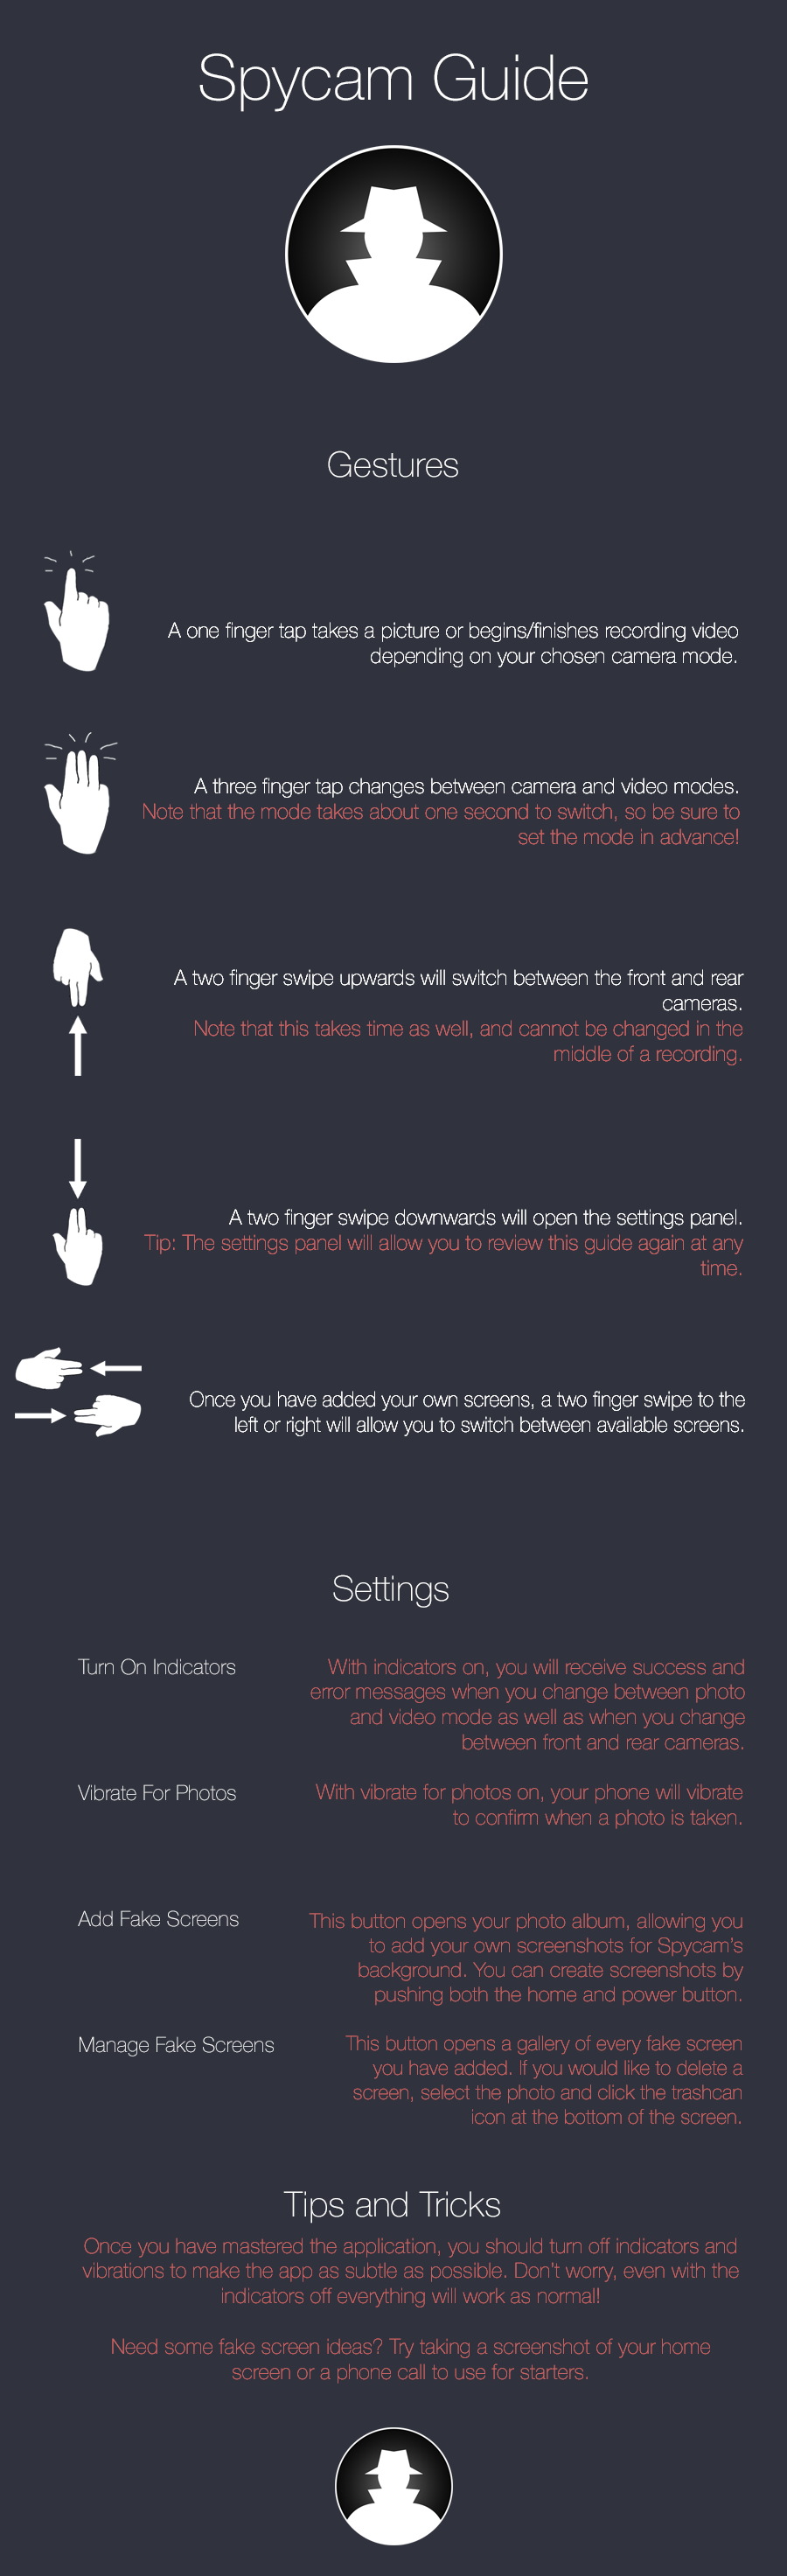 Spycam Guide
Gestures
A one finger tap takes a picture or begins/finishes recording video
depending on your chosen camera mode.
A three finger tap changes between camera and video modes.
Note that the mode takes about one second to switch, so be sure to
set the mode in advance!
A two finger swipe upwards will switch between the front and rear
cameras.
Note that this takes time as well, and cannot be changed in the
middle of a recording.
A two finger swipe downwards will open the settings panel.
Tip: The settings panel will allow you to review this guide again at any
time.
Once you have added your own screens, a two finger swipe to the
left or right will allow you to switch between available screens.
Settings
Turn On Indicators
With indicators on, you will receive success and
error messages when you change between photo
and video mode as well as when you change
between front and rear cameras.
Vibrate For Photos
With vibrate for photos on, your phone will vibrate
to confirm when a photo is taken.
Add Fake Screens
This button opens your photo album, allowing you
to add your own screenshots for Spycam's
background. You can create screenshots by
pushing both the home and power button.
Manage Fake Screens
This button opens a gallery of every fake screen
you have added. If you would like to delete a
screen, select the photo and click the trashcan
icon at the bottom of the screen.
Tips and Tricks
Once you have mastered the application, you should turn off indicators and
vibrations to make the app as subtle as possible. Don't worry, even with the
indicators off everything will work as normal!
Need some fake screen ideas? Try taking a screenshot of your home
screen or a phone call to use for starters.